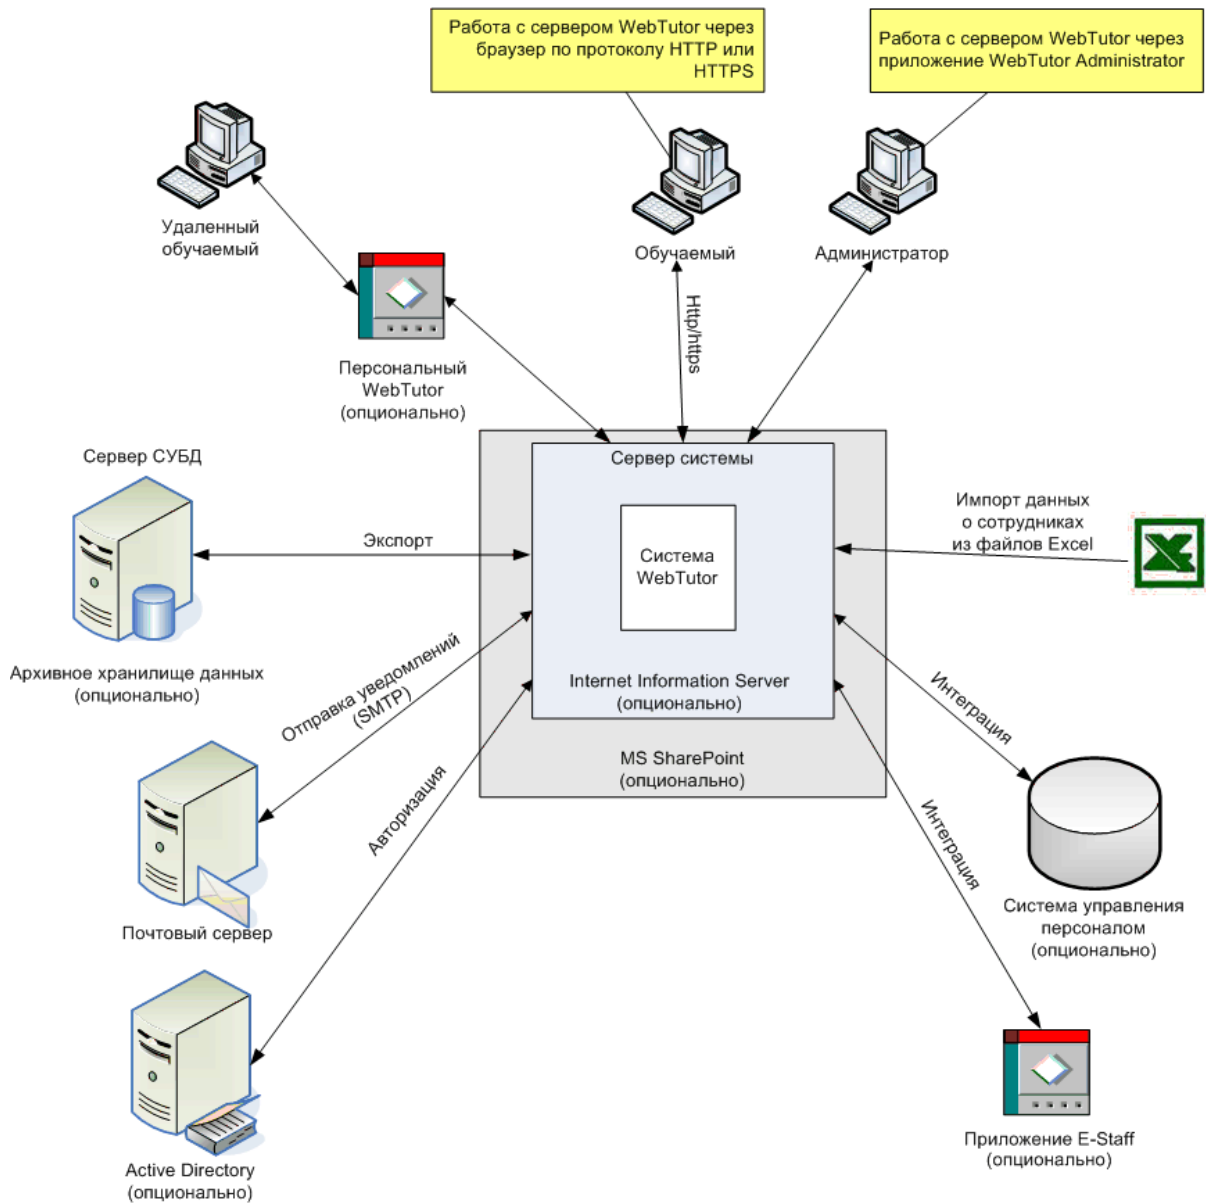 Работа с сервером WebTutor через
браузер по протоколу HTTP или
HTTPS
Работа с сервером WebTutor через
приложение WebTutor Administrator
Удаленный
обучаемый
Обучаемый
Администратор
Http/https
Персональный
WebTutor
(опционально)
Сервер СУБД
Сервер системы
Импорт данных
о сотрудниках
из файлов Excel
Экспорт
Система
WebTutor
Архивное хранилище данных
(опционально)
Отправка уведомлений
(SMTP)
Internet Information Server
(опционально)
Интеграция
MS SharePoint
(опционально)
Авторизация
Интеграция
Почтовый сервер
Система управления
персоналом
(опционально)
Active Directory
(опционально)
Приложение E-Staff
(опционально)